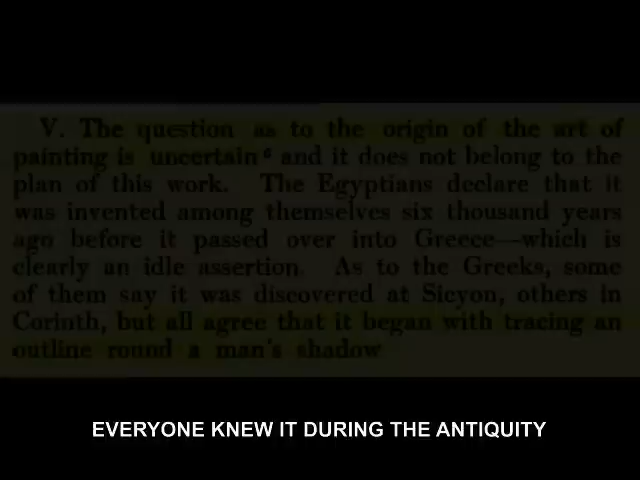 V. The question as to the origin of the art of
painting is uncertain⁶ and it does not belong to the
plan of this work. The Egyptians declare that it
was invented among themselves six thousand years
ago before it passed over into Greece—which is
clearly an idle assertion. As to the Greeks, some
of them say it was discovered at Sicyon, others in
Corinth, but all agree that it began with tracing an
outline round a man's shadow
EVERYONE KNEW IT DURING THE ANTIQUITY